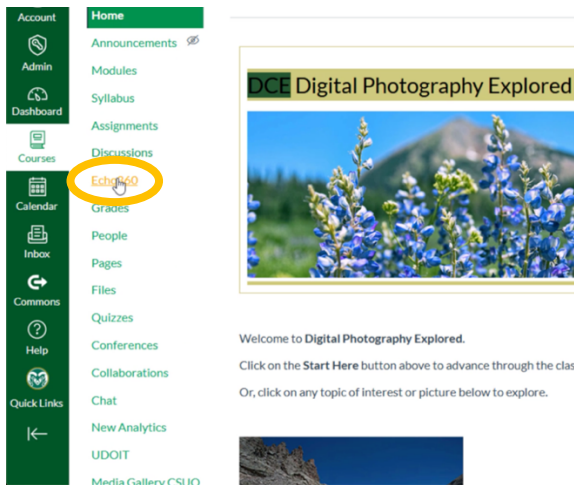 Account
Admin
Dashboard
Courses
Calendar
Inbox
Commons
Help
Quick Links
Home
Announcements
Modules
Syllabus
Assignments
Discussions
Echo360
Grades
People
Pages
Files
Quizzes
Conferences
Collaborations
Chat
New Analytics
UDOIT
Media Gallery CSUO
DCE Digital Photography Explored
Welcome to Digital Photography Explored.
Click on the Start Here button above to advance through the clas
Or, click on any topic of interest or picture below to explore.